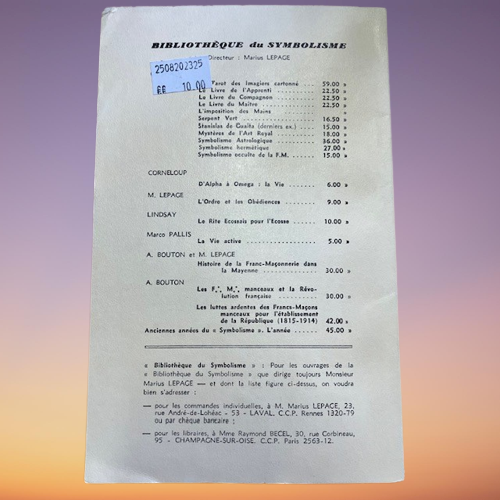 BIBLIOTHÈQUE du SYMBOLISME
Directeur : Marius LEPAGE
2508202325
££ 10.00
Tarot des Imagiers cartonné .... 59.00 »
Le Livre de l'Apprenti .......... 22.50 »
Le Livre du Compagnon .......... 22.50 »
Le Livre du Maître .............. 22.50 »
L'imposition des Mains
Serpent Vert .................. 16.50 »
Stanislas de Guaita (derniers ex.) .... 15.00 »
Mystères de l'Art Royal .......... 18.00 »
Symbolisme Astrologique .......... 36.00 »
Symbolisme hermétique .......... 27.00 »
Symbolisme occulte de la F.M. ...... 15.00 »
CORNELOUP
D'Alpha à Omega : la Vie ........ 6.00 »
M. LEPAGE
L'Ordre et les Obédiences ........ 9.00 »
LINDSAY
Le Rite Ecossais pour l'Ecosse .... 10.00 »
Marco PALLIS
La Vie active .................. 5.00 »
A. BOUTON et M. LEPAGE
Histoire de la Franc-Maçonnerie dans
la Mayenne .................. 30.00 »
A. BOUTON
Les F∴ M∴ manceaux et la Révo-
lution française .............. 30.00 »
Les luttes ardentes des Francs-Maçons
manceaux pour l'établissement
de la République (1815-1914) 42.00 »
Anciennes années du « Symbolisme ». L'année ...... 45.00 »
« Bibliothèque du Symbolisme » : Pour les ouvrages de la
« Bibliothèque du Symbolisme » que dirige toujours Monsieur
Marius LEPAGE — et dont la liste figure ci-dessus, on voudra
bien s'adresser :
— pour les commandes individuelles, à M. Marius LEPAGE, 23,
rue André-de-Lohéac - 53 - LAVAL. C.C.P. Rennes 1320-79
ou par chèque bancaire ;
— pour les libraires, à Mme Raymond BECEL, 30, rue Corbineau,
95 - CHAMPAGNE-SUR-OISE. C.C.P. Paris 2563-12.